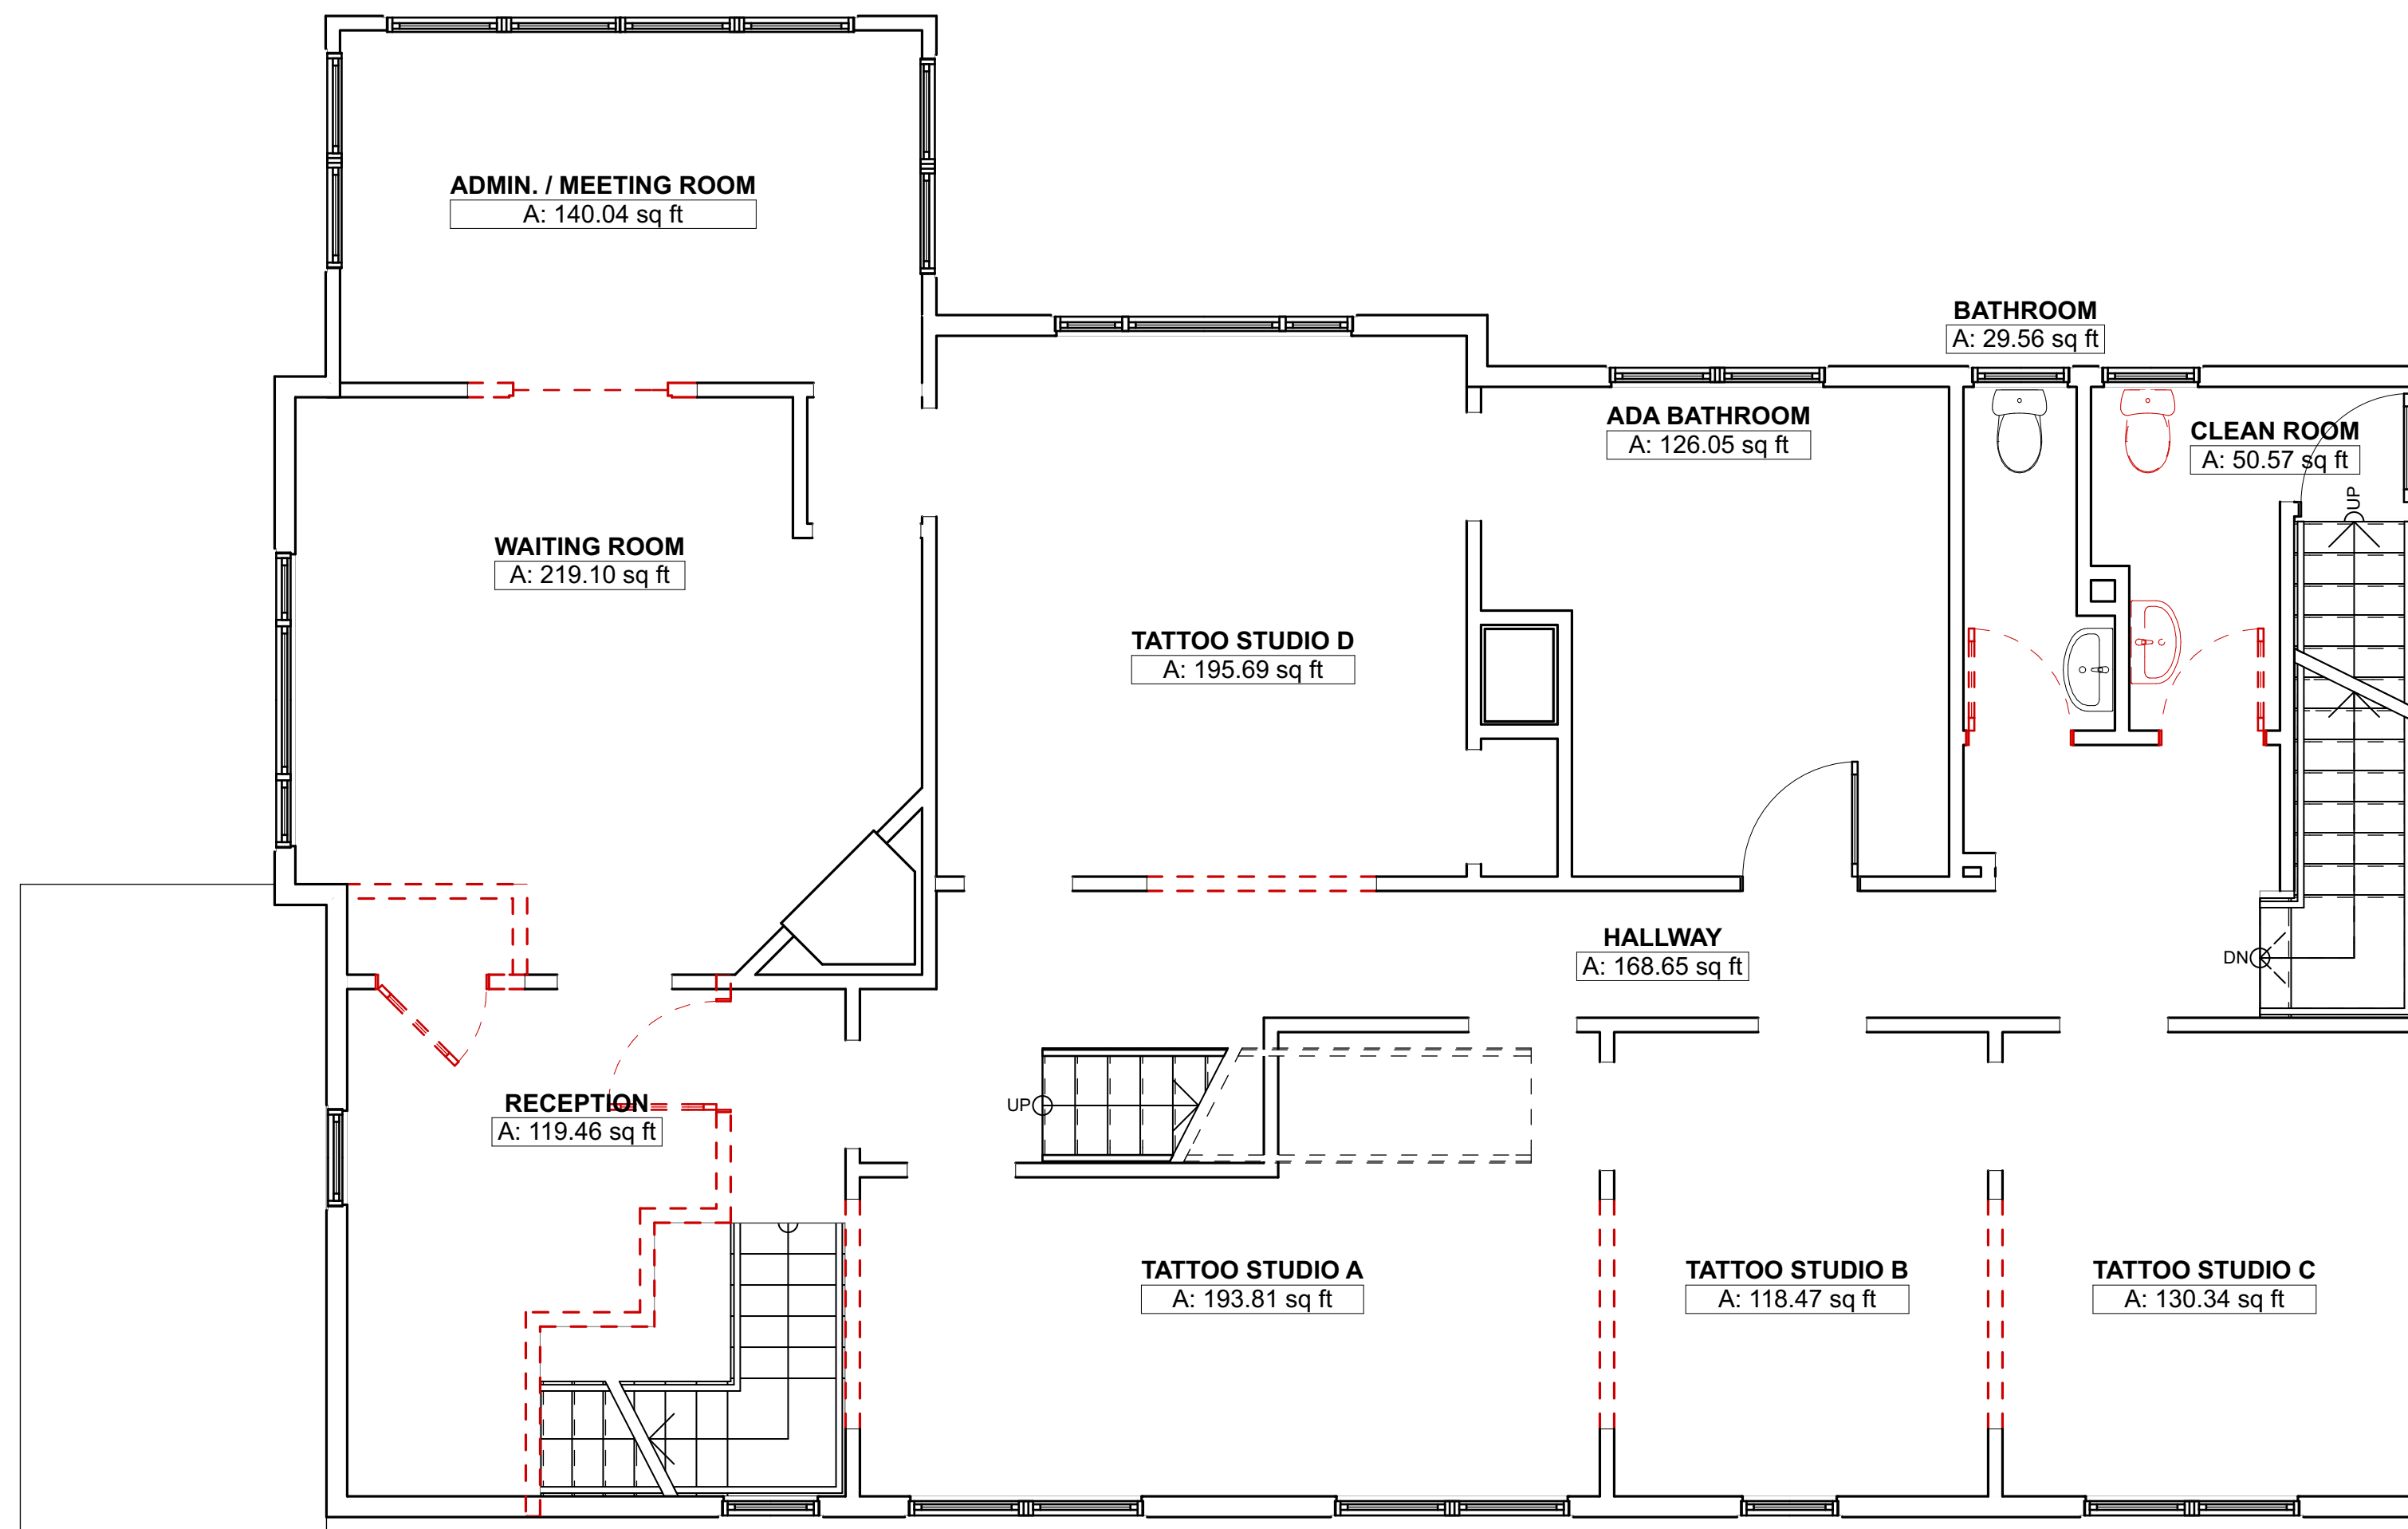 ADMIN. / MEETING ROOM
A: 140.04 sq ft
BATHROOM
A: 29.56 sq ft
ADA BATHROOM
A: 126.05 sq ft
CLEAN ROOM
A: 50.57 sq ft
UP
WAITING ROOM
A: 219.10 sq ft
TATTOO STUDIO D
A: 195.69 sq ft
HALLWAY
A: 168.65 sq ft
DN
RECEPTION
A: 119.46 sq ft
UP
TATTOO STUDIO A
A: 193.81 sq ft
TATTOO STUDIO B
A: 118.47 sq ft
TATTOO STUDIO C
A: 130.34 sq ft